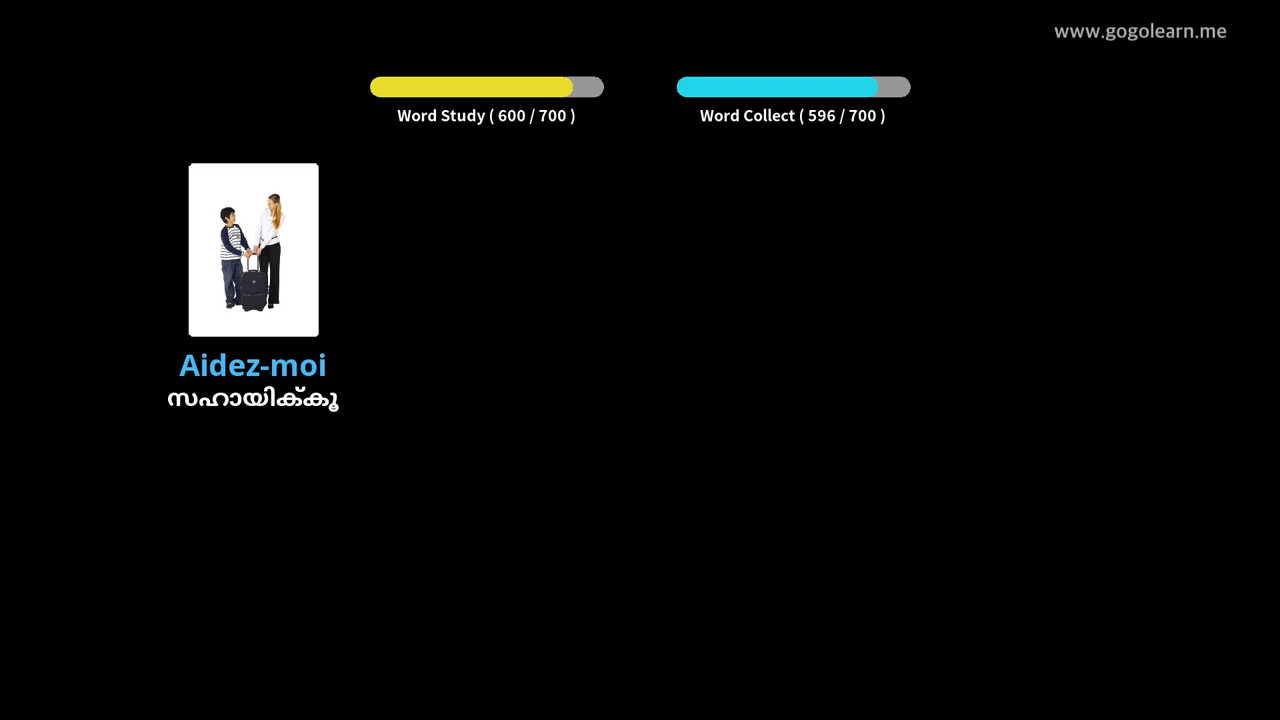 www.gogolearn.me
Word Study ( 600 / 700 )
Word Collect ( 596 / 700 )
Aidez-moi
സഹായിക്കൂ